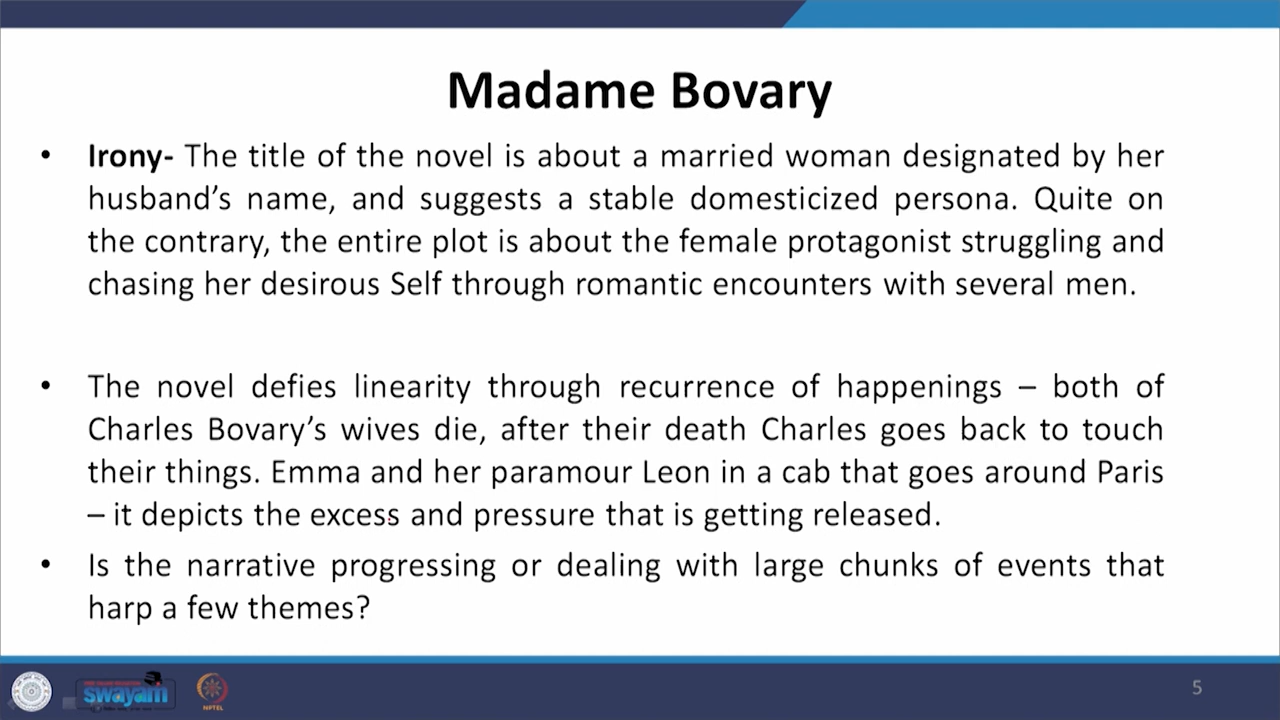 Madame Bovary
• Irony- The title of the novel is about a married woman designated by her
husband’s name, and suggests a stable domesticized persona. Quite on
the contrary, the entire plot is about the female protagonist struggling and
chasing her desirous Self through romantic encounters with several men.
• The novel defies linearity through recurrence of happenings – both of
Charles Bovary’s wives die, after their death Charles goes back to touch
their things. Emma and her paramour Leon in a cab that goes around Paris
– it depicts the excess and pressure that is getting released.
• Is the narrative progressing or dealing with large chunks of events that
harp a few themes?
swayam
NPTEL
5